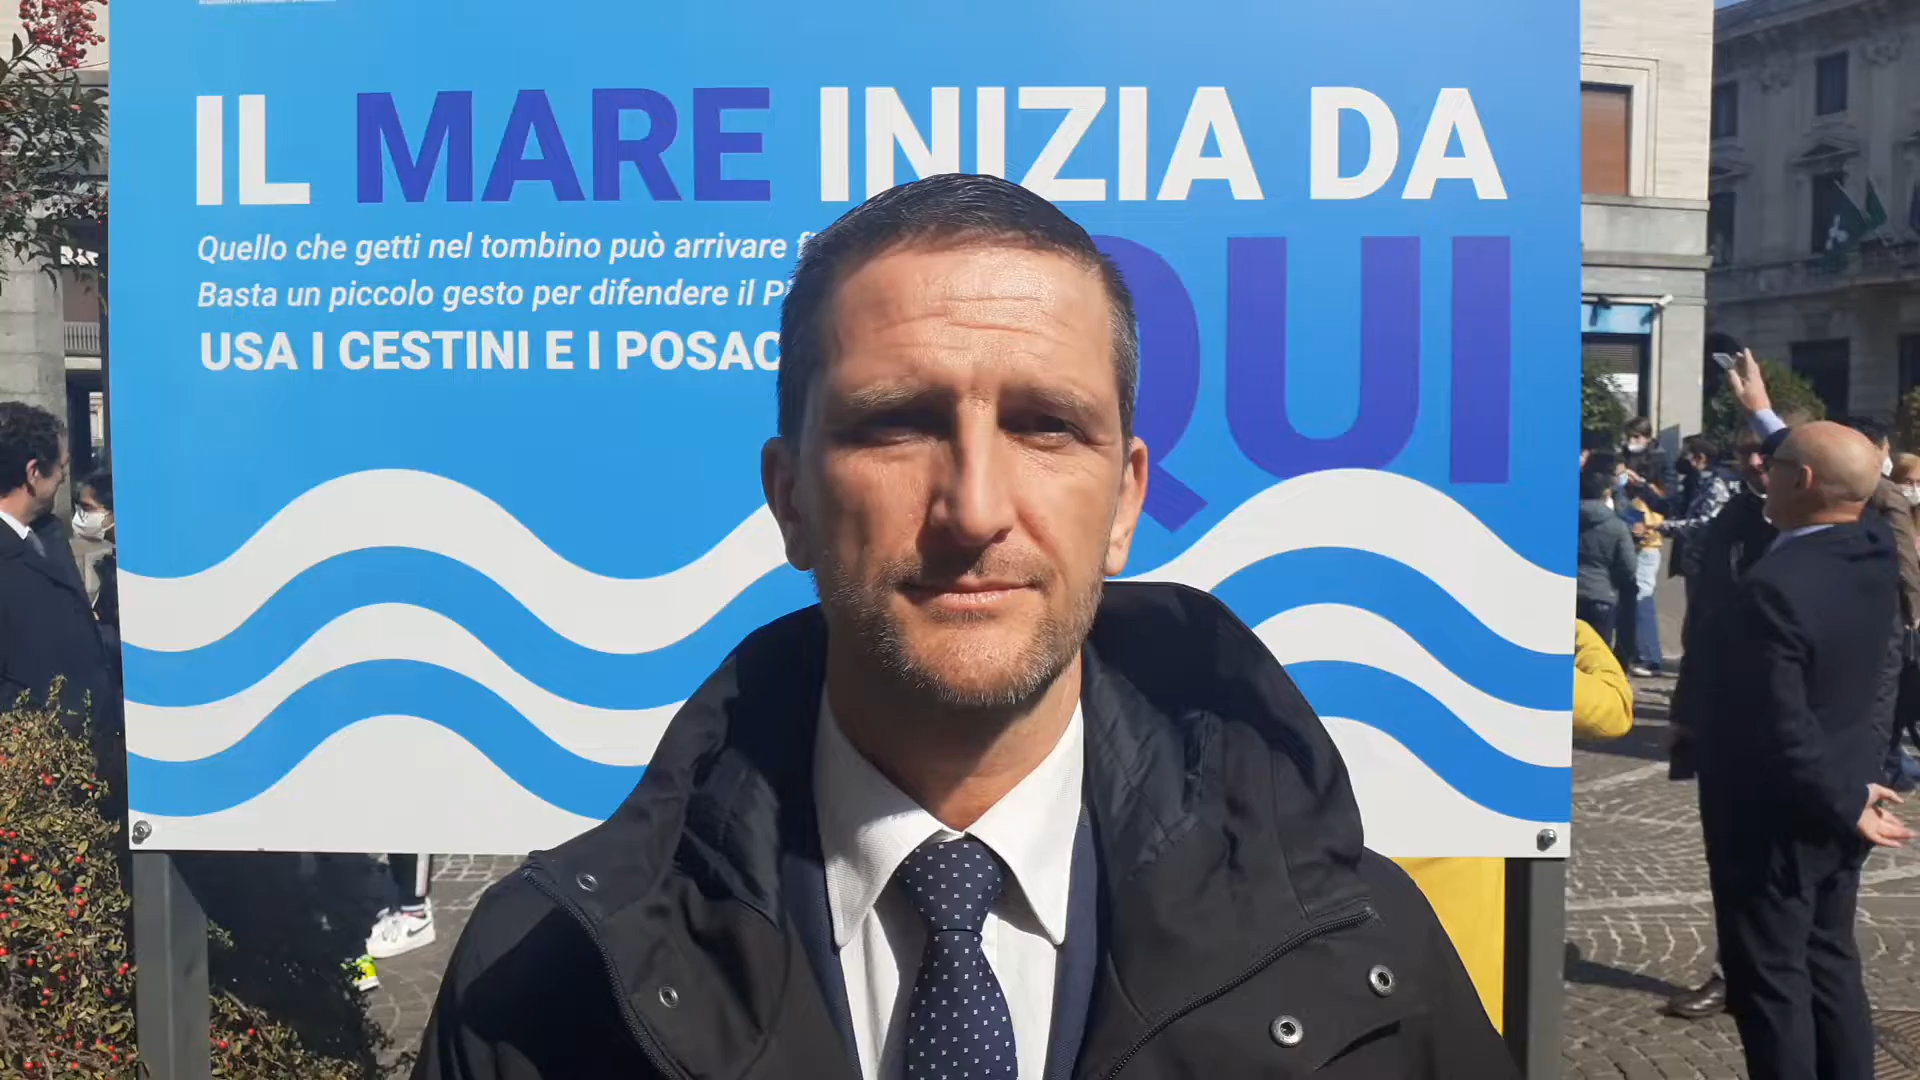 IL MARE INIZIA DA
QUI
Quello che getti nel tombino può arrivare
Basta un piccolo gesto per difendere il
USA I CESTINI E I